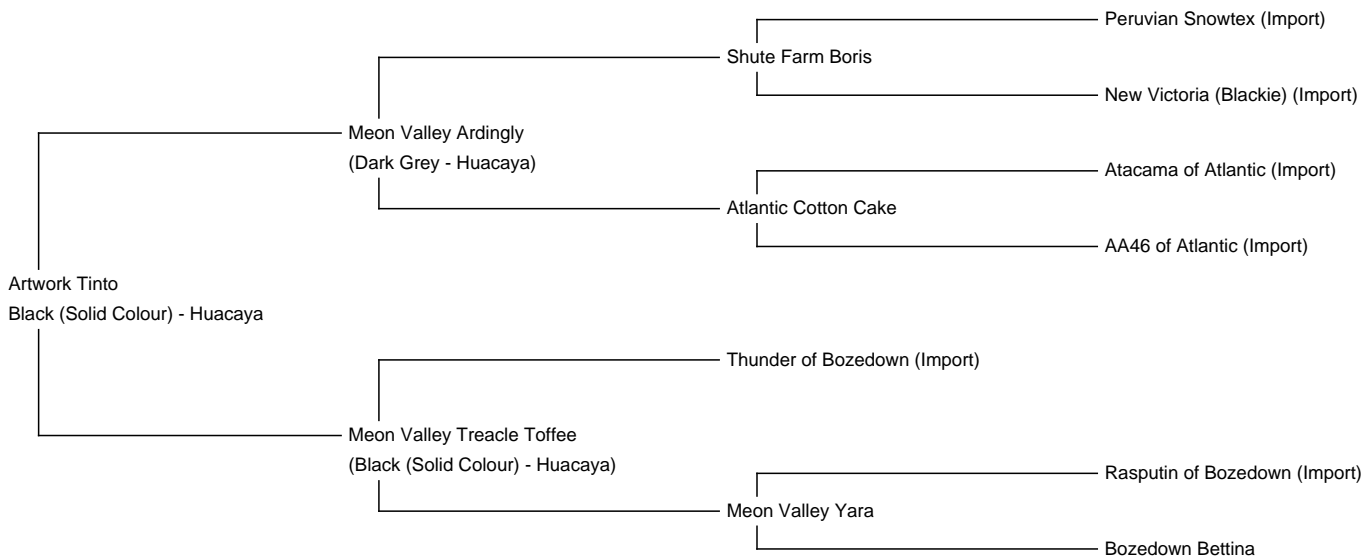 Peruvian Snowtex (Import)
Shute Farm Boris
New Victoria (Blackie) (Import)
Meon Valley Ardingly
(Dark Grey - Huacaya)
Atacama of Atlantic (Import)
Atlantic Cotton Cake
AA46 of Atlantic (Import)
Artwork Tinto
Black (Solid Colour) - Huacaya
Thunder of Bozedown (Import)
Meon Valley Treacle Toffee
(Black (Solid Colour) - Huacaya)
Rasputin of Bozedown (Import)
Meon Valley Yara
Bozedown Bettina